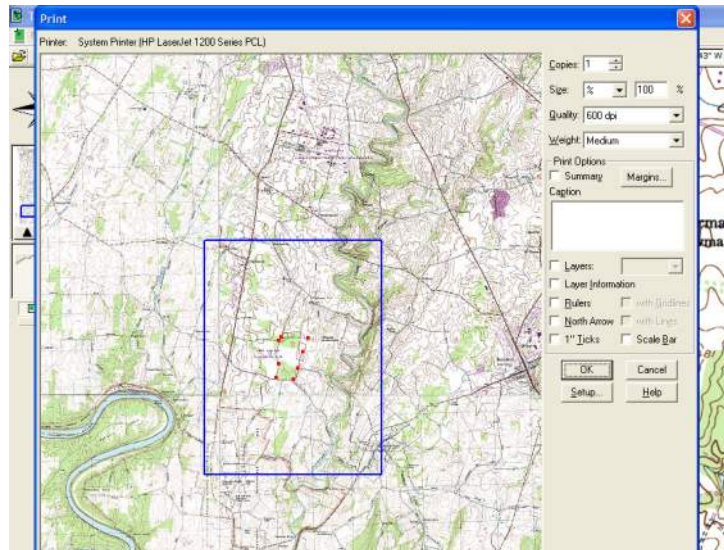 Print
Printer: System Printer (HP LaserJet 1200 Series PCL)
Copies: 1
Size: % 100 %
Quality: 600 dpi
Weight: Medium
Print Options
Summary Margins...
Caption
Layers:
Layer Information
Rulers with Gridlines
North Arrow with Lines
1" Ticks Scale Bar
OK Cancel
Setup... Help
43" W